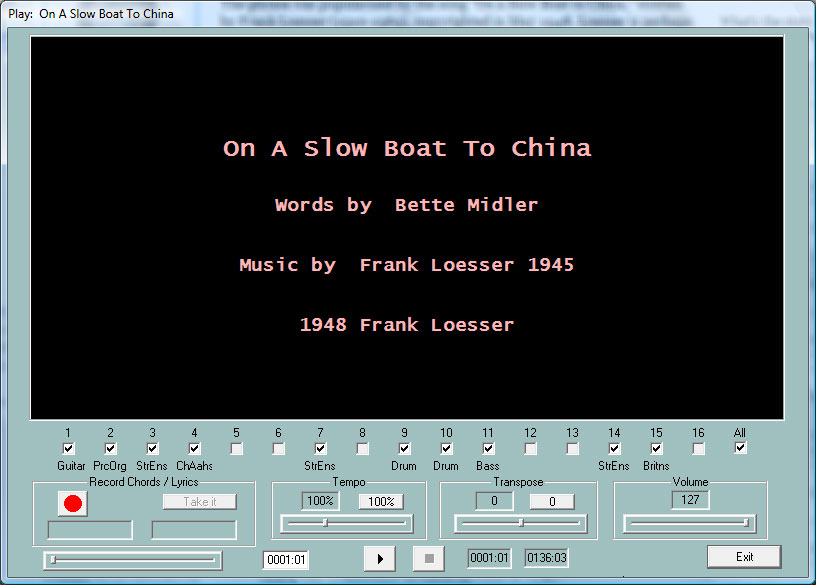 Play: On A Slow Boat To China
On A Slow Boat To China
Words by Bette Midler
Music by Frank Loesser 1945
1948 Frank Loesser
1 2 3 4 5 6 7 8 9 10 11 12 13 14 15 16 All
Guitar PrcOrg StrEns ChAahs StrEns Drum Drum Bass StrEns Britns
Record Chords / Lyrics Tempo Transpose Volume
Take it 100% 100% 0 0 127
0001:01 0001:01 0136:03 Exit